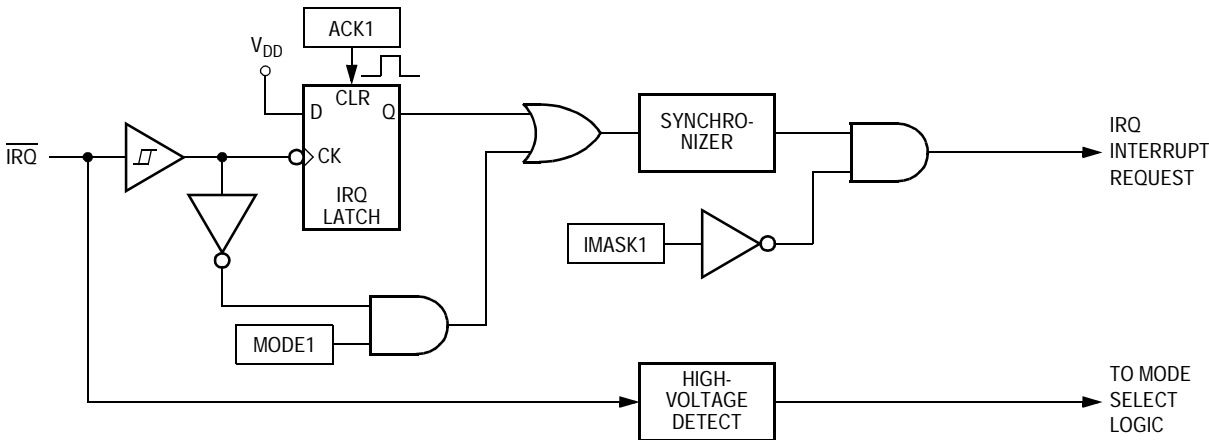 ACK1
VDD
D
CLR
Q
IRQ
CK
IRQ
LATCH
SYNCHRO-
NIZER
IRQ
INTERRUPT
REQUEST
IMASK1
MODE1
HIGH-
VOLTAGE
DETECT
TO MODE
SELECT
LOGIC